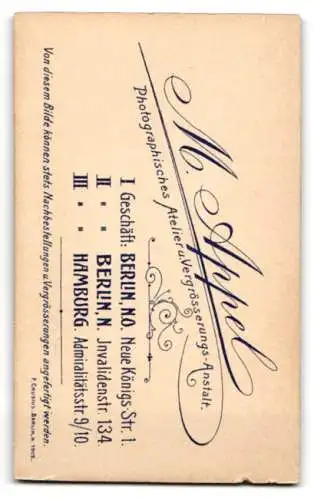 M. Appel
Photographisches Atelier u. Vergrösserungs-Anstalt.
I Geschäft: BERLIN, NO. Neue Königs-Str. 1.
II " " BERLIN, N. Jnvalidenstr. 134.
III " " HAMBURG. Admiralitätsstr. 9/10.
Von diesem Bilde können stets Nachbestellungen u. Vergrösserungen angefertigt werden.